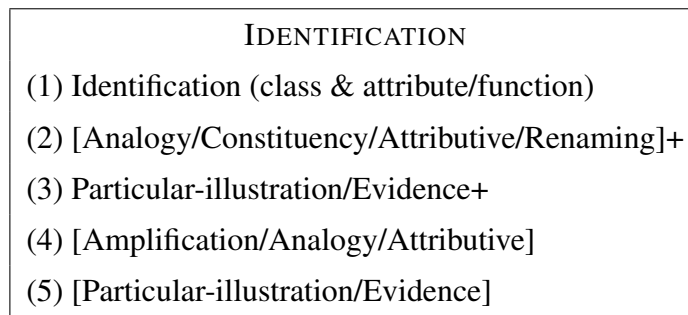 IDENTIFICATION
(1) Identification (class & attribute/function)
(2) [Analogy/Constituency/Attributive/Renaming]+
(3) Particular-illustration/Evidence+
(4) [Amplification/Analogy/Attributive]
(5) [Particular-illustration/Evidence]